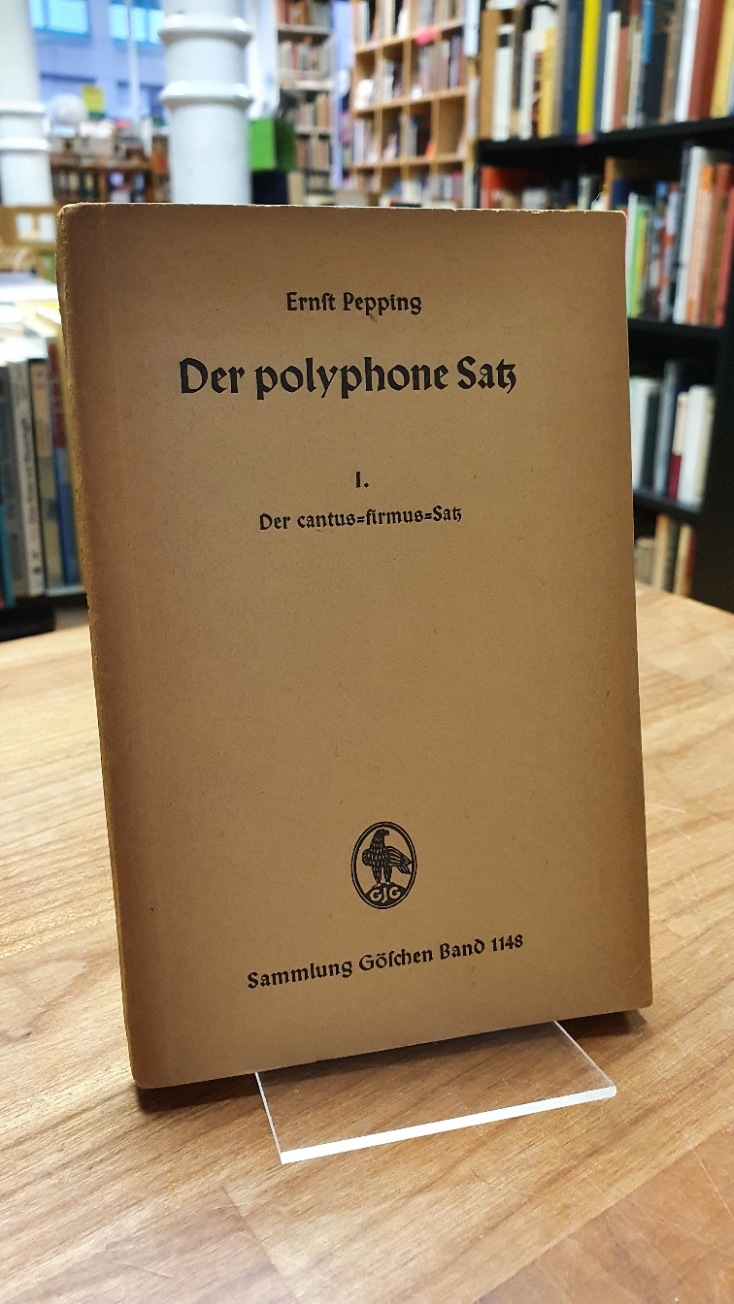 Ernſt Pepping
Der polyphone Satz
I.
Der cantus=firmus=Satz
GJG
Sammlung Göſchen Band 1148